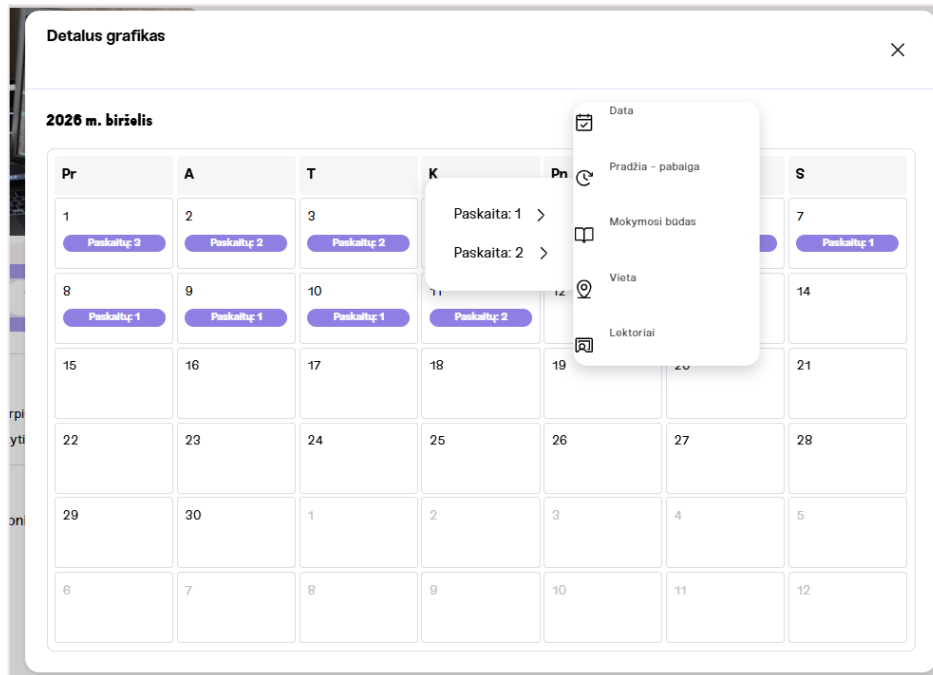 Detalus grafikas
2026 m. birželis
Pr A T K Pn S
Data
Pradžia – pabaiga
Mokymosi būdas
Vieta
Lektoriai
Paskaita: 1
Paskaita: 2
1 2 3 7
Paskaitų: 3 Paskaitų: 2 Paskaitų: 2 Paskaitų: 1
8 9 10 11 12 14
Paskaitų: 1 Paskaitų: 1 Paskaitų: 1 Paskaitų: 2
15 16 17 18 19 20 21
22 23 24 25 26 27 28
29 30 1 2 3 4 5
6 7 8 9 10 11 12